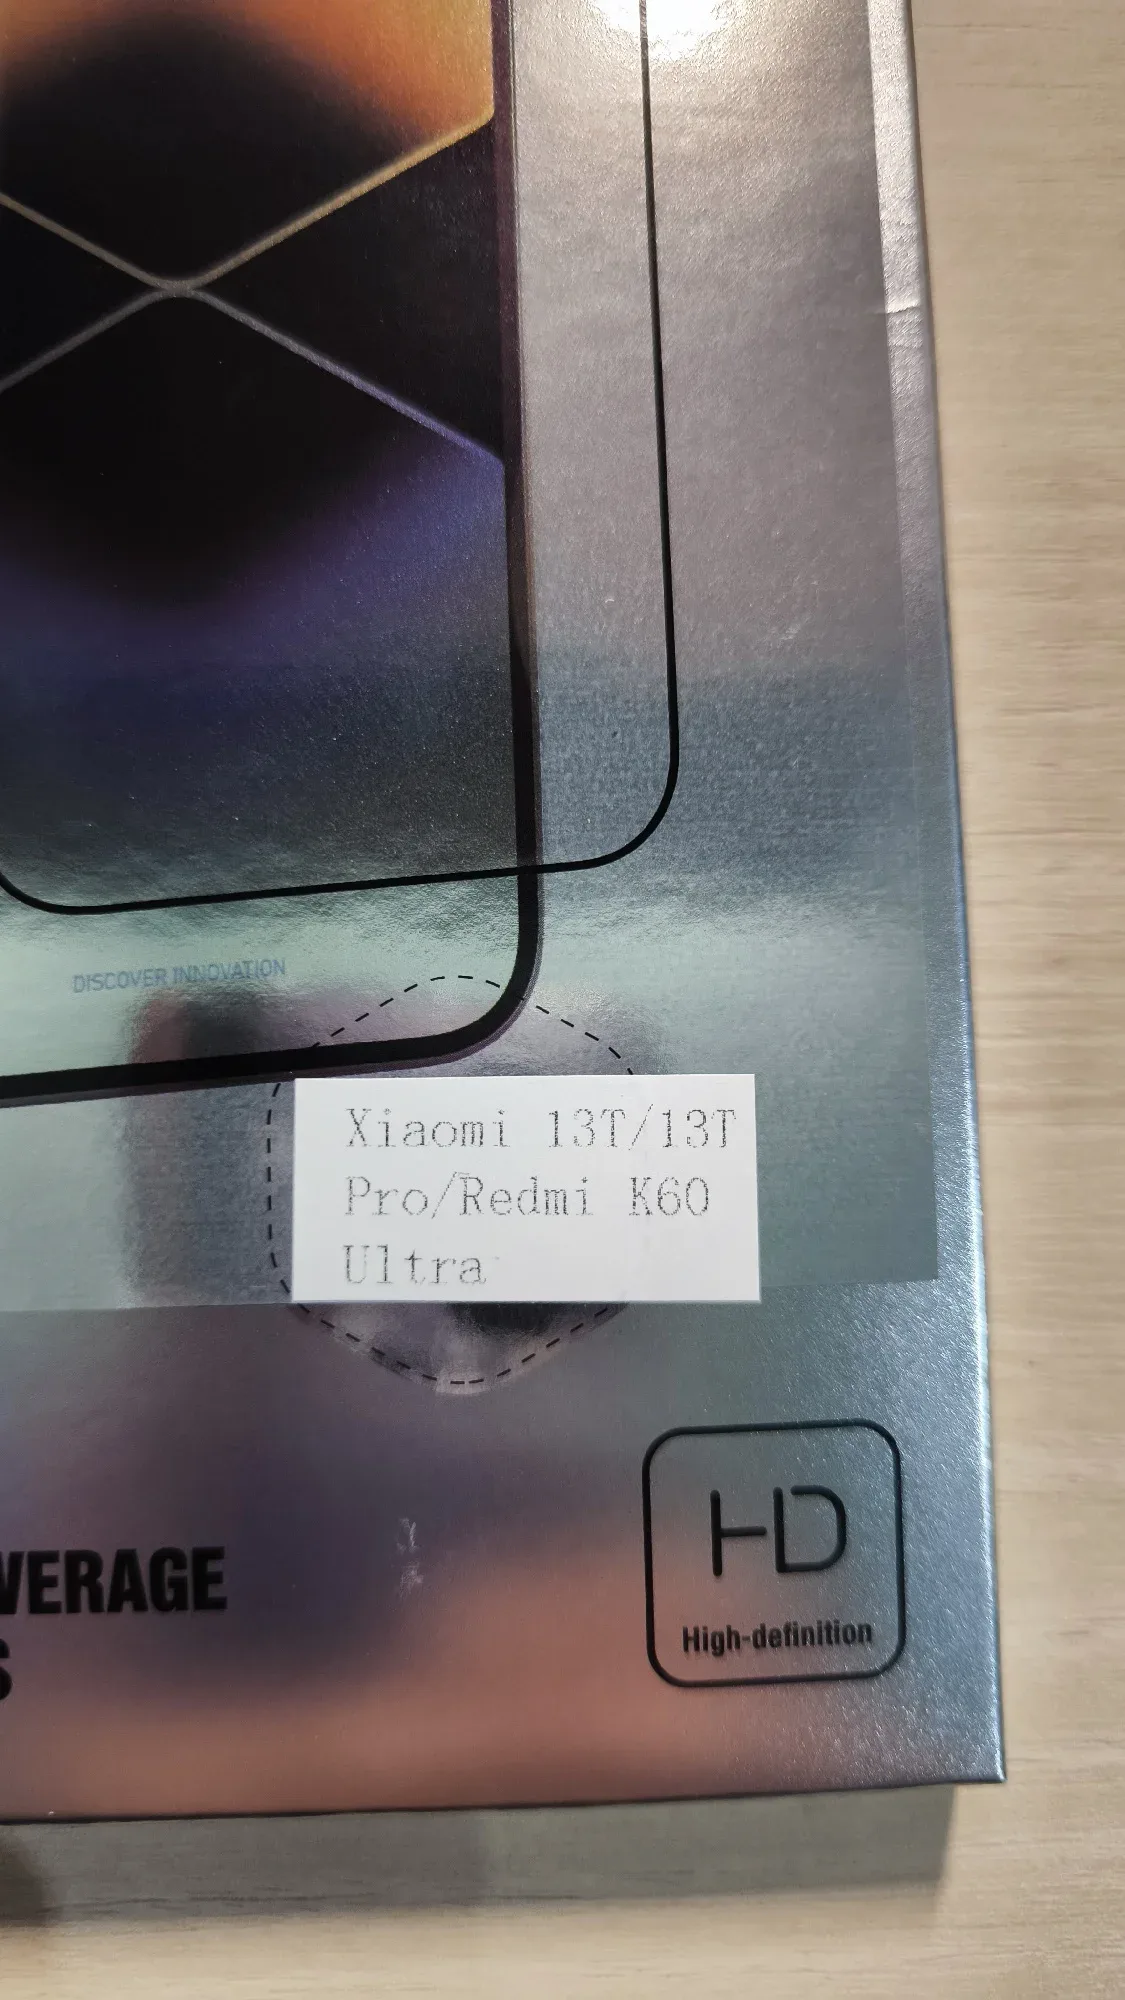 DISCOVER INNOVATION
Xiaomi 13T/13T
Pro/Redmi K60
Ultra
VERAGE
S
HD
High-definition